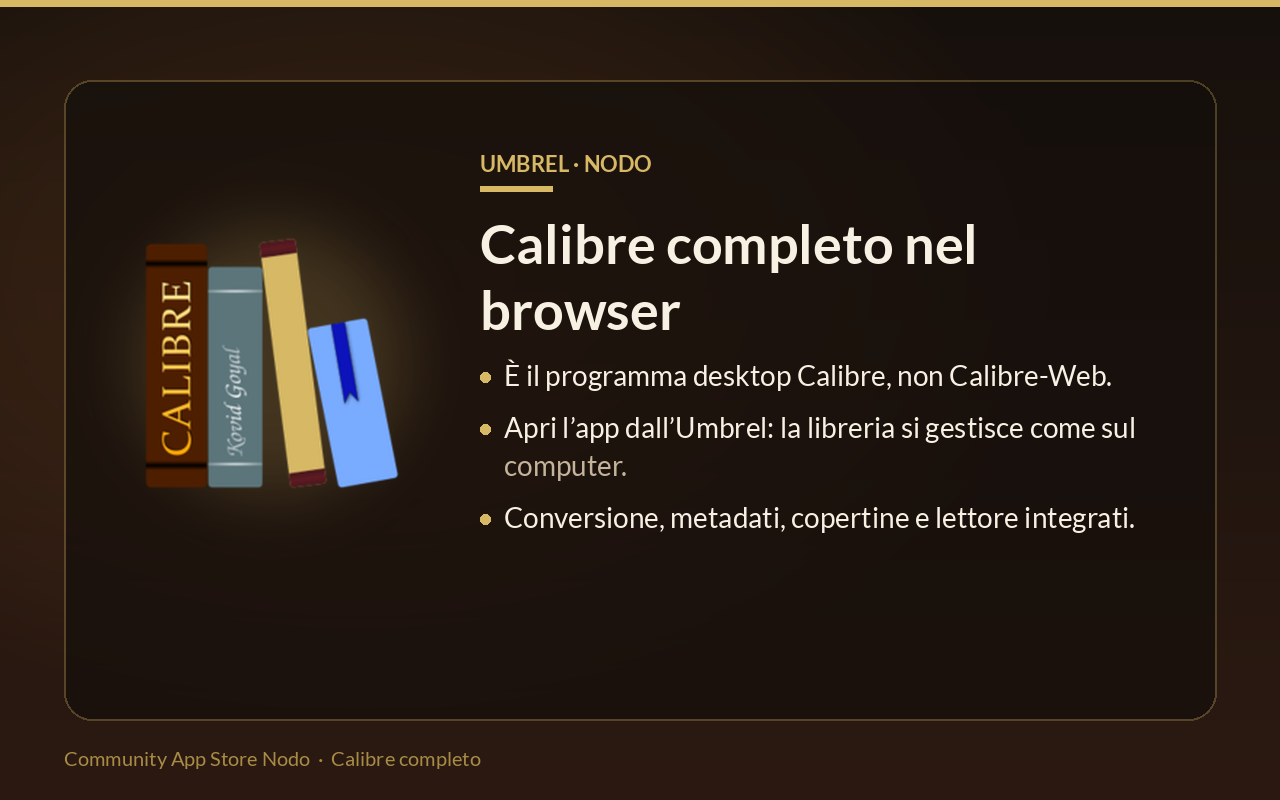 CALIBRE
Kovid Goyal
UMBREL · NODO
Calibre completo nel
browser
È il programma desktop Calibre, non Calibre-Web.
Apri l’app dall’Umbrel: la libreria si gestisce come sul
computer.
Conversione, metadati, copertine e lettore integrati.
Community App Store Nodo · Calibre completo